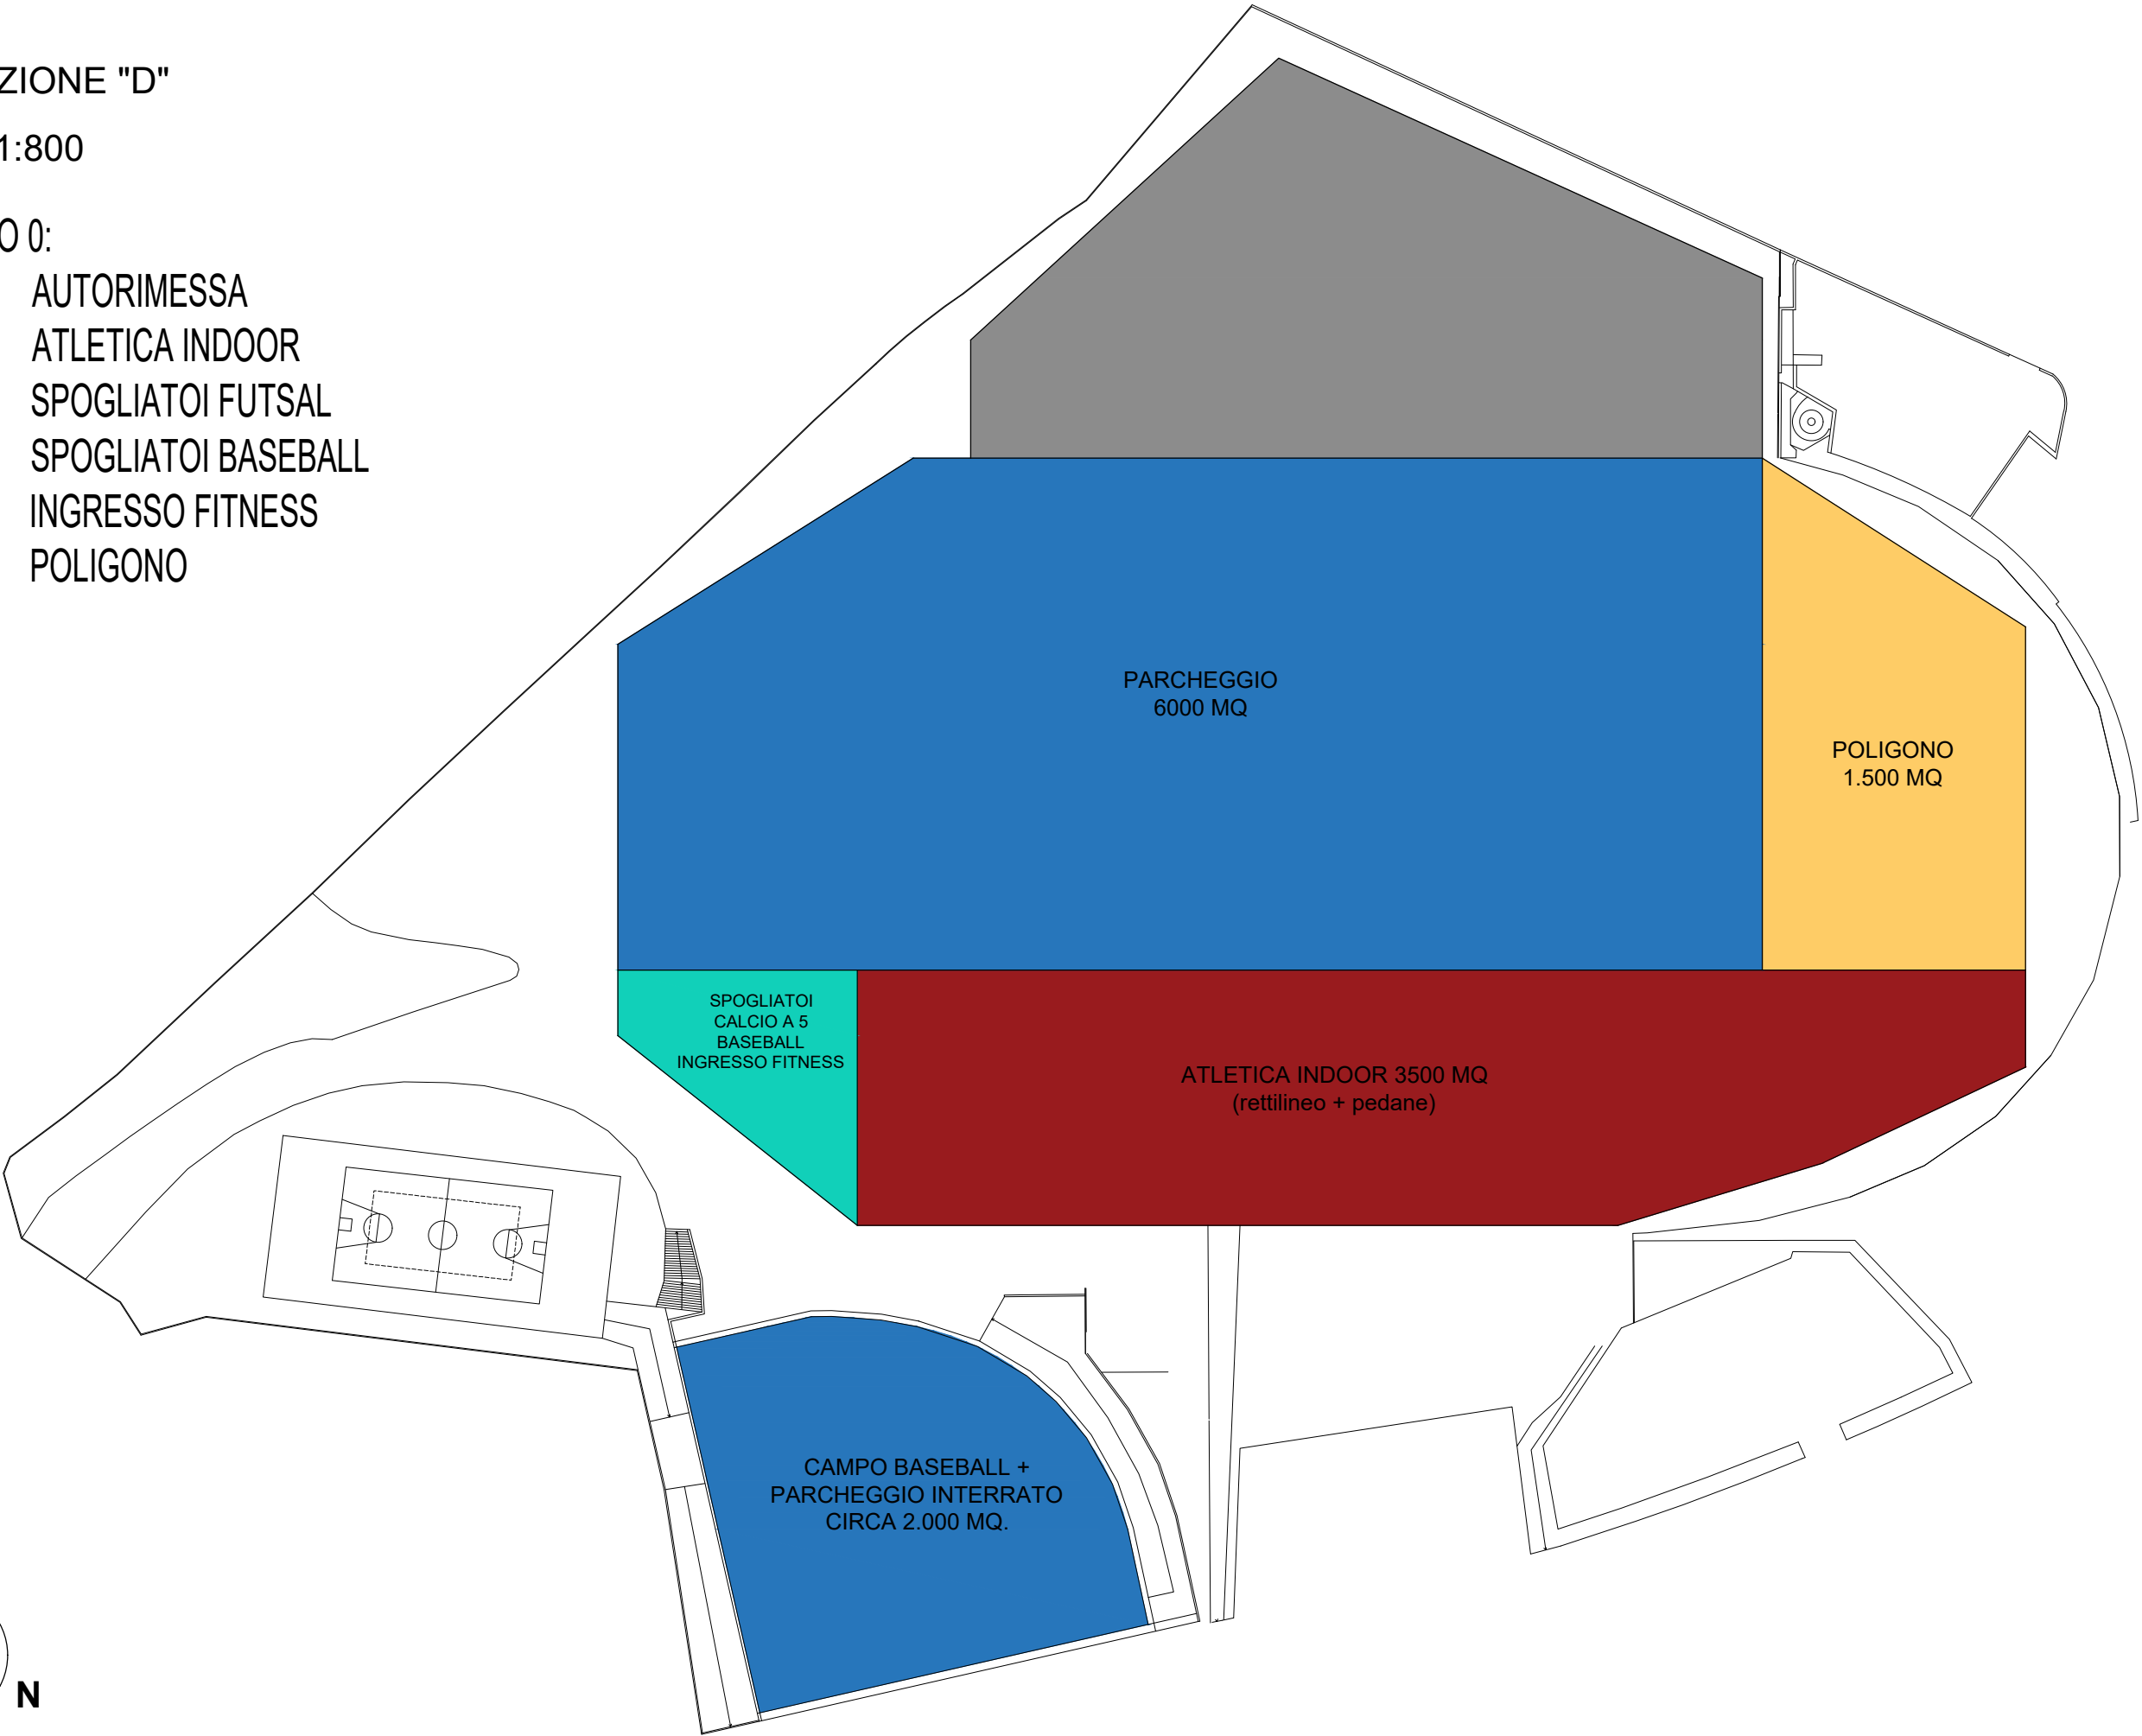 ZIONE "D"
1:800
O 0:
AUTORIMESSA
ATLETICA INDOOR
SPOGLIATOI FUTSAL
SPOGLIATOI BASEBALL
INGRESSO FITNESS
POLIGONO
PARCHEGGIO
6000 MQ
POLIGONO
1.500 MQ
SPOGLIATOI
CALCIO A 5
BASEBALL
INGRESSO FITNESS
ATLETICA INDOOR 3500 MQ
(rettilineo + pedane)
CAMPO BASEBALL +
PARCHEGGIO INTERRATO
CIRCA 2.000 MQ.
N